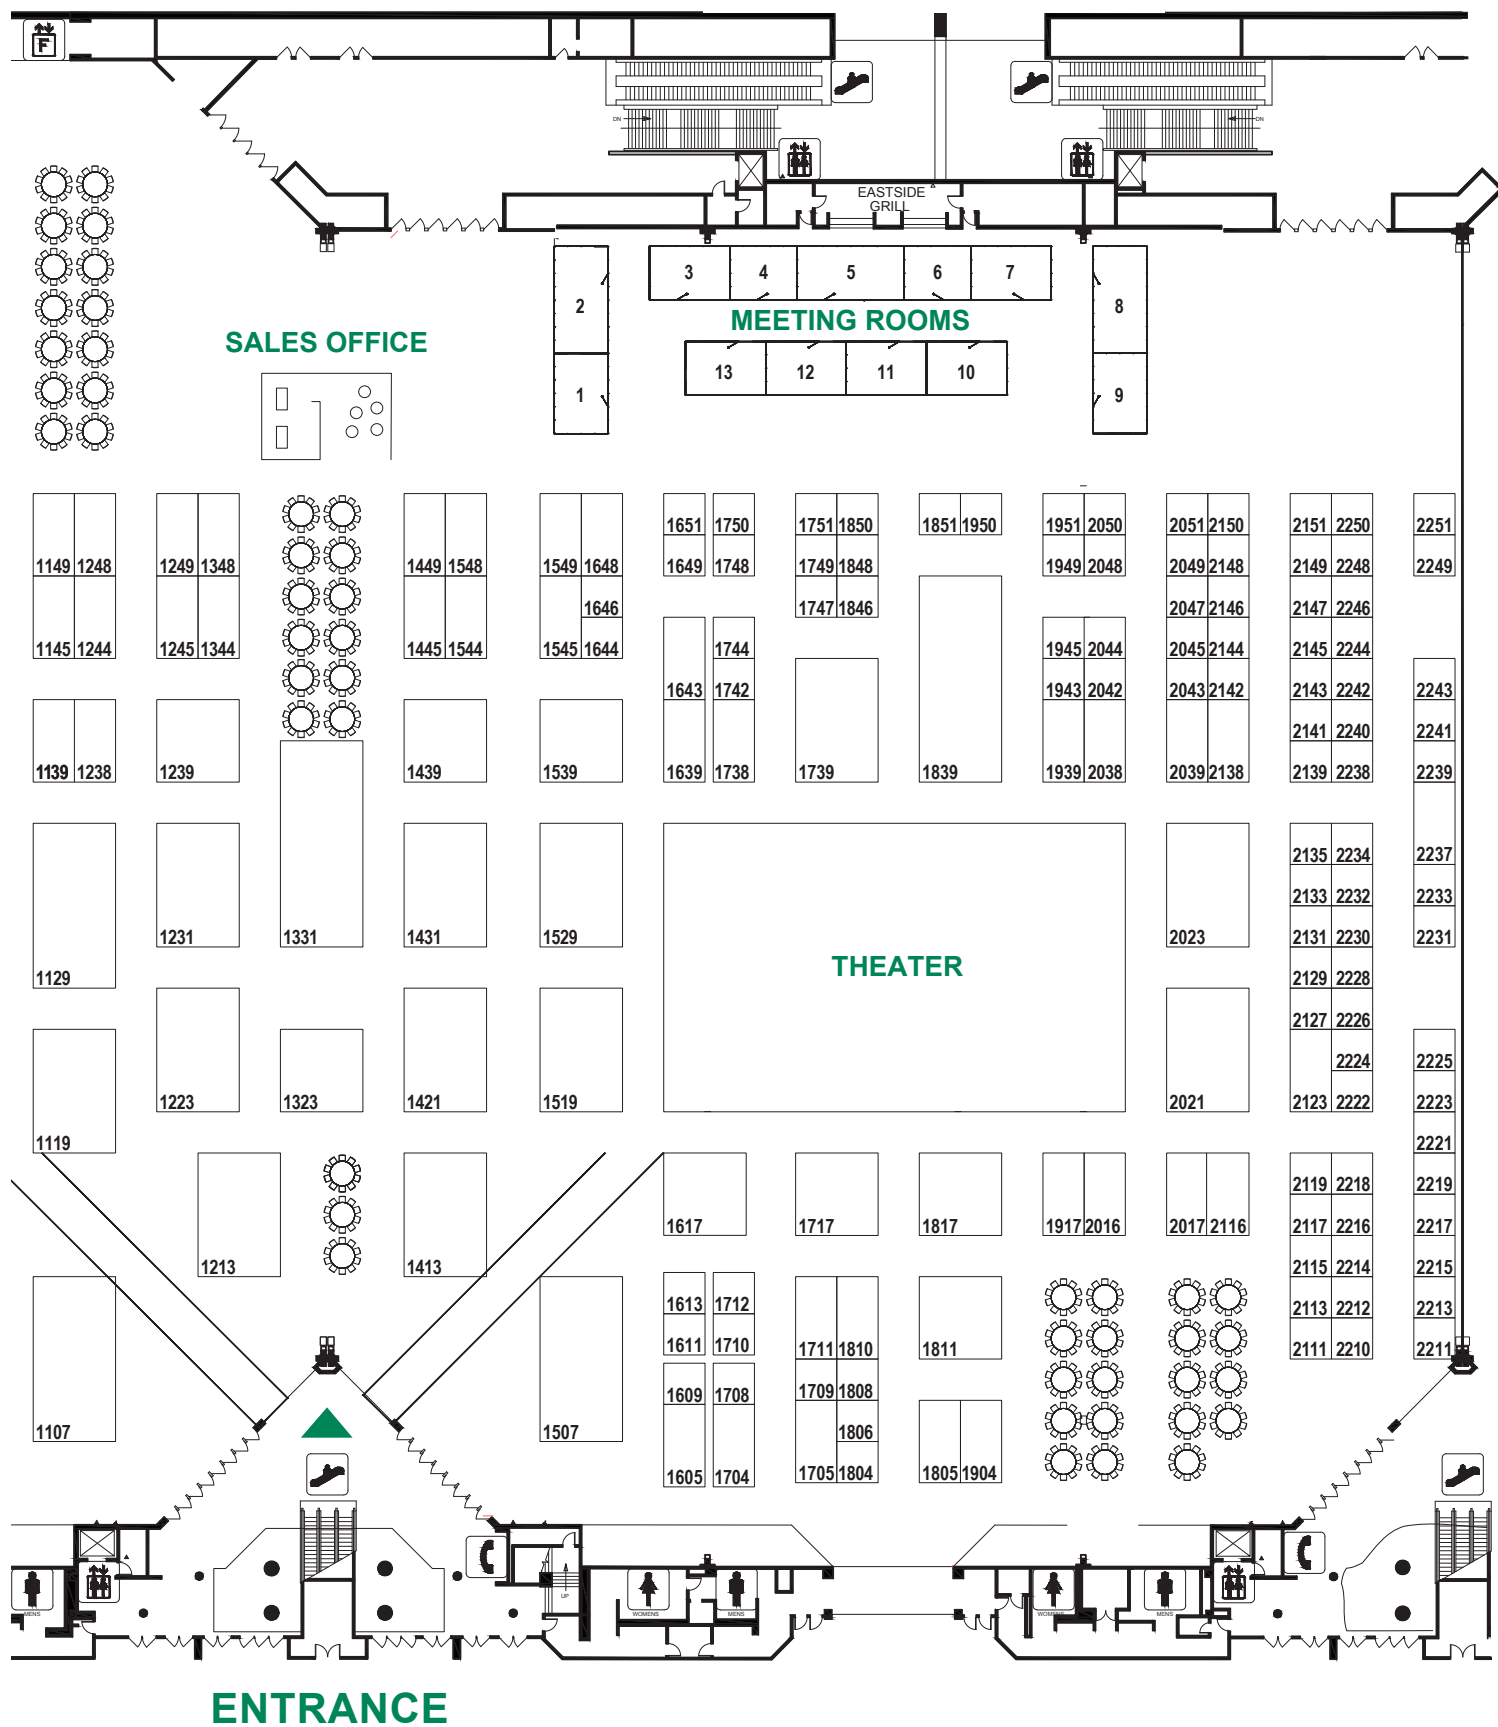 F
DN
DN
EASTSIDE
GRILL
3 4 5 6 7
2 8
MEETING ROOMS
SALES OFFICE
13 12 11 10
1 9
1651 1750 1751 1850 1851 1950 1951 2050 2051 2150 2151 2250 2251
1149 1248 1249 1348 1449 1548 1549 1648 1649 1748 1749 1848 1949 2048 2049 2148 2149 2248 2249
1646 1747 1846 2047 2146 2147 2246
1145 1244 1245 1344 1445 1544 1545 1644 1744 1945 2044 2045 2144 2145 2244
1643 1742 1943 2042 2043 2142 2143 2242 2243
2141 2240 2241
1139 1238 1239 1439 1539 1639 1738 1739 1839 1939 2038 2039 2138 2139 2238 2239
2135 2234 2237
2133 2232 2233
1231 1331 1431 1529 2023 2131 2230 2231
THEATER
1129 2129 2228
2127 2226
2224 2225
1223 1323 1421 1519 2021 2123 2222 2223
1119 2221
2119 2218 2219
1617 1717 1817 1917 2016 2017 2116 2117 2216 2217
1213 1413 2115 2214 2215
1613 1712 2113 2212 2213
1611 1710 1711 1810 1811 2111 2210 2211
1609 1708 1709 1808
1107 1507 1806
1605 1704 1705 1804 1805 1904
UP
MENS WOMENS MENS WOMENS MENS
ENTRANCE